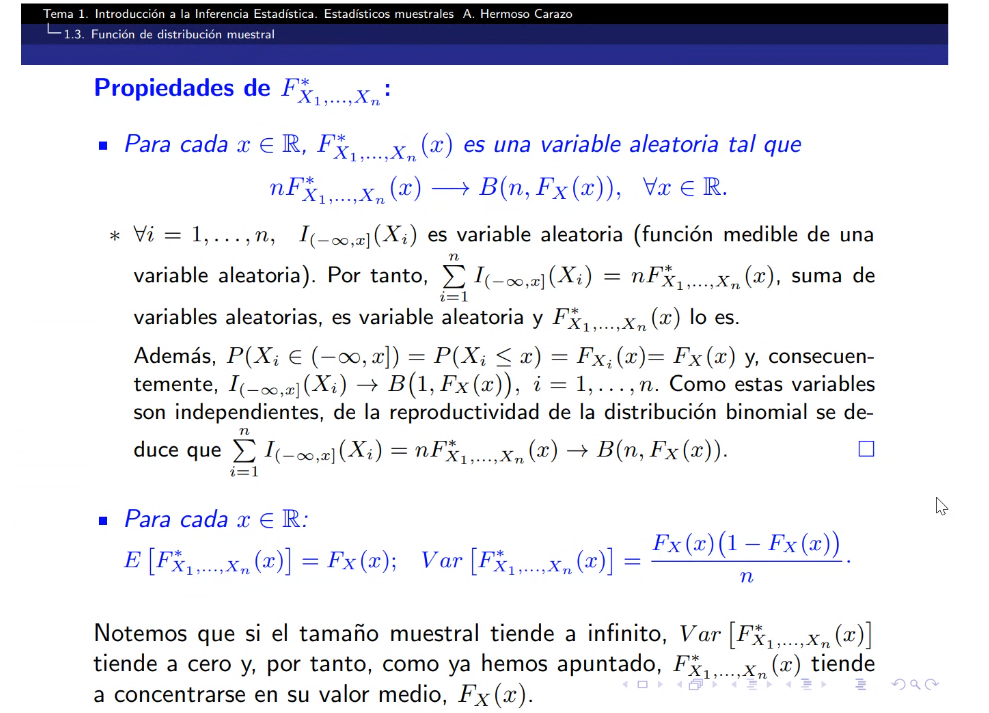 Tema 1. Introducción a la Inferencia Estadística. Estadísticos muestrales A. Hermoso Carazo
1.3. Función de distribución muestral
Propiedades de $F^*_{X_1,\ldots,X_n}$:
▪ Para cada $x \in \mathbb{R}$, $F^*_{X_1,\ldots,X_n}(x)$ es una variable aleatoria tal que
$nF^*_{X_1,\ldots,X_n}(x) \longrightarrow B(n, F_X(x)), \quad \forall x \in \mathbb{R}.$
* $\forall i = 1, \ldots, n, \quad I_{(-\infty,x]}(X_i)$ es variable aleatoria (función medible de una
variable aleatoria). Por tanto, $\sum_{i=1}^{n} I_{(-\infty,x]}(X_i) = nF^*_{X_1,\ldots,X_n}(x)$, suma de
variables aleatorias, es variable aleatoria y $F^*_{X_1,\ldots,X_n}(x)$ lo es.
Además, $P(X_i \in (-\infty, x]) = P(X_i \leq x) = F_{X_i}(x) = F_X(x)$ y, consecuen-
temente, $I_{(-\infty,x]}(X_i) \to B(1, F_X(x)), \; i = 1, \ldots, n$. Como estas variables
son independientes, de la reproductividad de la distribución binomial se de-
duce que $\sum_{i=1}^{n} I_{(-\infty,x]}(X_i) = nF^*_{X_1,\ldots,X_n}(x) \to B(n, F_X(x))$. □
▪ Para cada $x \in \mathbb{R}$:
$E\left[F^*_{X_1,\ldots,X_n}(x)\right] = F_X(x); \quad Var\left[F^*_{X_1,\ldots,X_n}(x)\right] = \frac{F_X(x)(1 - F_X(x))}{n}.$
Notemos que si el tamaño muestral tiende a infinito, $Var\left[F^*_{X_1,\ldots,X_n}(x)\right]$
tiende a cero y, por tanto, como ya hemos apuntado, $F^*_{X_1,\ldots,X_n}(x)$ tiende
a concentrarse en su valor medio, $F_X(x)$.